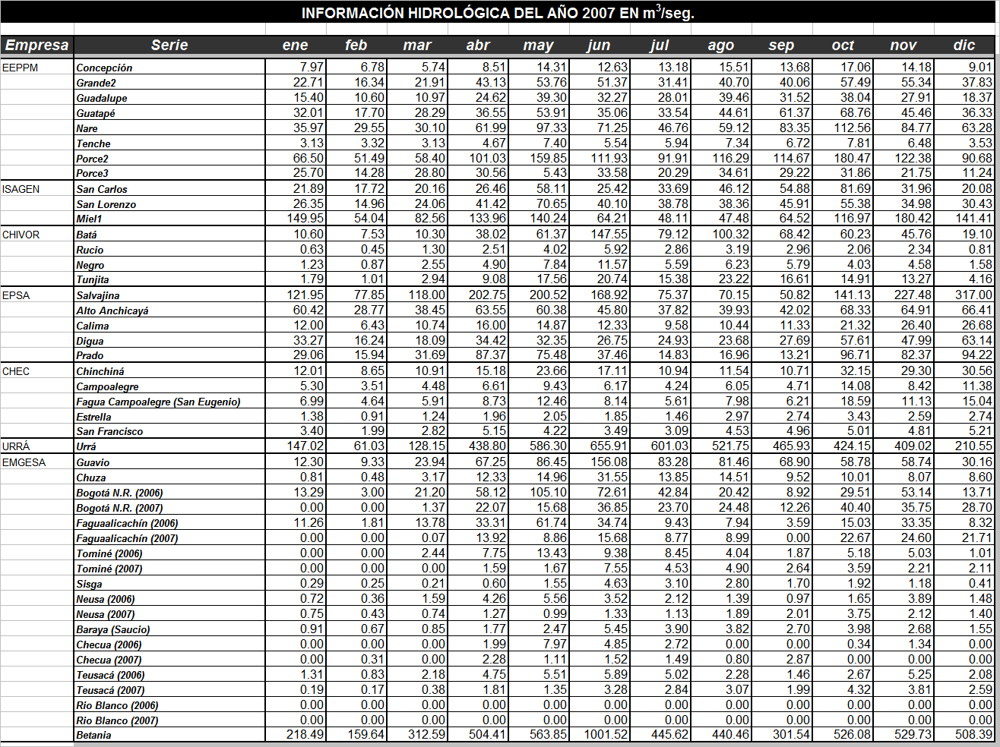 INFORMACIÓN HIDROLÓGICA DEL AÑO 2007 EN m3/seg.
Empresa Serie ene feb mar abr may jun jul ago sep oct nov dic
EEPPM Concepción 7.97 6.78 5.74 8.51 14.31 12.63 13.18 15.51 13.68 17.06 14.18 9.01
Grande2 22.71 16.34 21.91 43.13 53.76 51.37 31.41 40.70 40.06 57.49 55.34 37.83
Guadalupe 15.40 10.60 10.97 24.62 39.30 32.27 28.01 39.46 31.52 38.04 27.91 18.37
Guatapé 32.01 17.70 28.29 36.55 53.91 35.06 33.54 44.61 61.37 68.76 45.46 36.33
Nare 35.97 29.55 30.10 61.99 97.33 71.25 46.76 59.12 83.35 112.56 84.77 63.28
Tenche 3.13 3.32 3.13 4.67 7.40 5.54 5.94 7.34 6.72 7.81 6.48 3.53
Porce2 66.50 51.49 58.40 101.03 159.85 111.93 91.91 116.29 114.67 180.47 122.38 90.68
Porce3 25.70 14.28 28.80 30.56 5.43 33.58 20.29 34.61 29.22 31.86 21.75 11.24
ISAGEN San Carlos 21.89 17.72 20.16 26.46 58.11 25.42 33.69 46.12 54.88 81.69 31.96 20.08
San Lorenzo 26.35 14.96 24.06 41.42 70.65 40.10 38.78 38.36 45.91 55.38 34.98 30.43
Miel1 149.95 54.04 82.56 133.96 140.24 64.21 48.11 47.48 64.52 116.97 180.42 141.41
CHIVOR Batá 10.60 7.53 10.30 38.02 61.37 147.55 79.12 100.32 68.42 60.23 45.76 19.10
Rucio 0.63 0.45 1.30 2.51 4.02 5.92 2.86 3.19 2.96 2.06 2.34 0.81
Negro 1.23 0.87 2.55 4.90 7.84 11.57 5.59 6.23 5.79 4.03 4.58 1.58
Tunjita 1.79 1.01 2.94 9.08 17.56 20.74 15.38 23.22 16.61 14.91 13.27 4.16
EPSA Salvajina 121.95 77.85 118.00 202.75 200.52 168.92 75.37 70.15 50.82 141.13 227.48 317.00
Alto Anchicayá 60.42 28.77 38.45 63.55 60.38 45.80 37.82 39.93 42.02 68.33 64.91 66.41
Calima 12.00 6.43 10.74 16.00 14.87 12.33 9.58 10.44 11.33 21.32 26.40 26.68
Digua 33.27 16.24 18.09 34.42 32.35 26.75 24.93 23.68 27.69 57.61 47.99 63.14
Prado 29.06 15.94 31.69 87.37 75.48 37.46 14.83 16.96 13.21 96.71 82.37 94.22
CHEC Chinchiná 12.01 8.65 10.91 15.18 23.66 17.11 10.94 11.54 10.71 32.15 29.30 30.56
Campoalegre 5.30 3.51 4.48 6.61 9.43 6.17 4.24 6.05 4.71 14.08 8.42 11.38
Fagua Campoalegre (San Eugenio) 6.99 4.64 5.91 8.73 12.46 8.14 5.61 7.98 6.21 18.59 11.13 15.04
Estrella 1.38 0.91 1.24 1.96 2.05 1.85 1.46 2.97 2.74 3.43 2.59 2.74
San Francisco 3.40 1.99 2.82 5.15 4.22 3.49 3.09 4.53 4.96 5.01 4.81 5.21
URRÁ Urrá 147.02 61.03 128.15 438.80 586.30 655.91 601.03 521.75 465.93 424.15 409.02 210.55
EMGESA Guavio 12.30 9.33 23.94 67.25 86.45 156.08 83.28 81.46 68.90 58.78 58.74 30.16
Chuza 0.81 0.48 3.17 12.33 14.96 31.55 13.85 14.51 9.52 10.01 8.07 8.60
Bogotá N.R. (2006) 13.29 3.00 21.20 58.12 105.10 72.61 42.84 20.42 8.92 29.51 53.14 13.71
Bogotá N.R. (2007) 0.00 0.00 1.37 22.07 15.68 36.85 23.70 24.48 12.26 40.40 35.75 28.70
Faguaalicachín (2006) 11.26 1.81 13.78 33.31 61.74 34.74 9.43 7.94 3.59 15.03 33.35 8.32
Faguaalicachín (2007) 0.00 0.00 0.07 13.92 8.86 15.68 8.77 8.99 0.00 22.67 24.60 21.71
Tominé (2006) 0.00 0.00 2.44 7.75 13.43 9.38 8.45 4.04 1.87 5.18 5.03 1.01
Tominé (2007) 0.00 0.00 0.00 1.59 1.67 7.55 4.53 4.90 2.64 3.59 2.21 2.11
Sisga 0.29 0.25 0.21 0.60 1.55 4.63 3.10 2.80 1.70 1.92 1.18 0.41
Neusa (2006) 0.72 0.36 1.59 4.26 5.56 3.52 2.12 1.39 0.97 1.65 3.89 1.48
Neusa (2007) 0.75 0.43 0.74 1.27 0.99 1.33 1.13 1.89 2.01 3.75 2.12 1.40
Baraya (Saucio) 0.91 0.67 0.85 1.77 2.47 5.45 3.90 3.82 2.70 3.98 2.68 1.55
Checua (2006) 0.00 0.00 0.00 1.99 7.97 4.85 2.72 0.00 0.00 0.34 1.34 0.00
Checua (2007) 0.00 0.31 0.00 2.28 1.11 1.52 1.49 0.80 2.87 0.00 0.00 0.00
Teusacá (2006) 1.31 0.83 2.18 4.75 5.51 5.89 5.02 2.28 1.46 2.67 5.25 2.08
Teusacá (2007) 0.19 0.17 0.38 1.81 1.35 3.28 2.84 3.07 1.99 4.32 3.81 2.59
Rio Blanco (2006) 0.00 0.00 0.00 0.00 0.00 0.00 0.00 0.00 0.00 0.00 0.00 0.00
Rio Blanco (2007) 0.00 0.00 0.00 0.00 0.00 0.00 0.00 0.00 0.00 0.00 0.00 0.00
Betania 218.49 159.64 312.59 504.41 563.85 1001.52 445.62 440.46 301.54 526.08 529.73 508.39